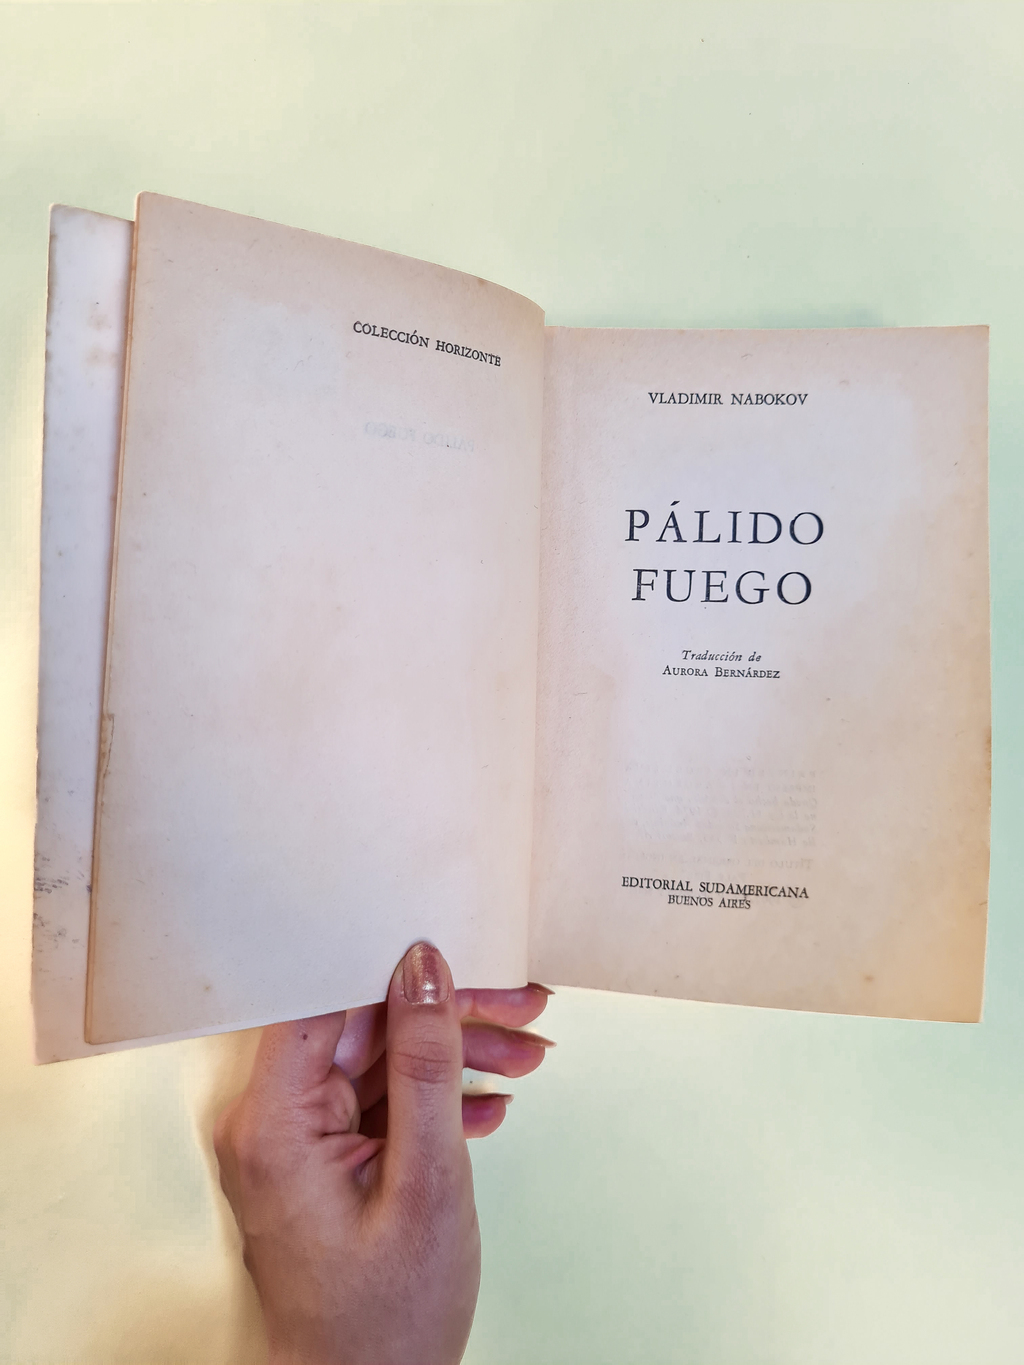 COLECCIÓN HORIZONTE
VLADIMIR NABOKOV
PÁLIDO
FUEGO
Traducción de
AURORA BERNÁRDEZ
EDITORIAL SUDAMERICANA
BUENOS AIRES